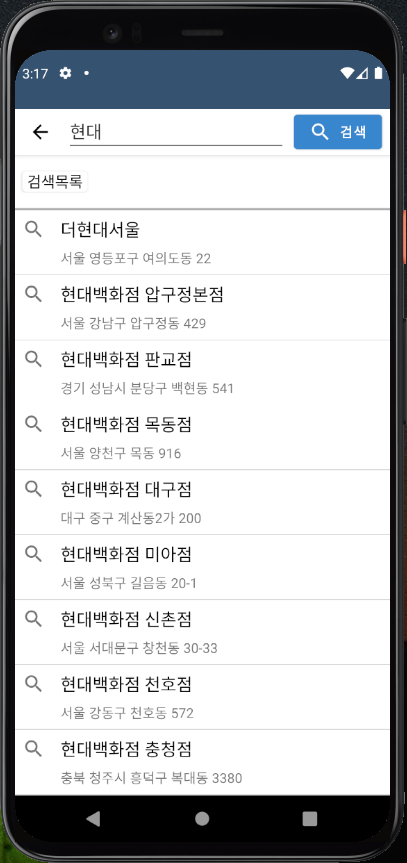 3:17
현대
검색
검색목록
더현대서울
서울 영등포구 여의도동 22
현대백화점 압구정본점
서울 강남구 압구정동 429
현대백화점 판교점
경기 성남시 분당구 백현동 541
현대백화점 목동점
서울 양천구 목동 916
현대백화점 대구점
대구 중구 계산동2가 200
현대백화점 미아점
서울 성북구 길음동 20-1
현대백화점 신촌점
서울 서대문구 창천동 30-33
현대백화점 천호점
서울 강동구 천호동 572
현대백화점 충청점
충북 청주시 흥덕구 복대동 3380